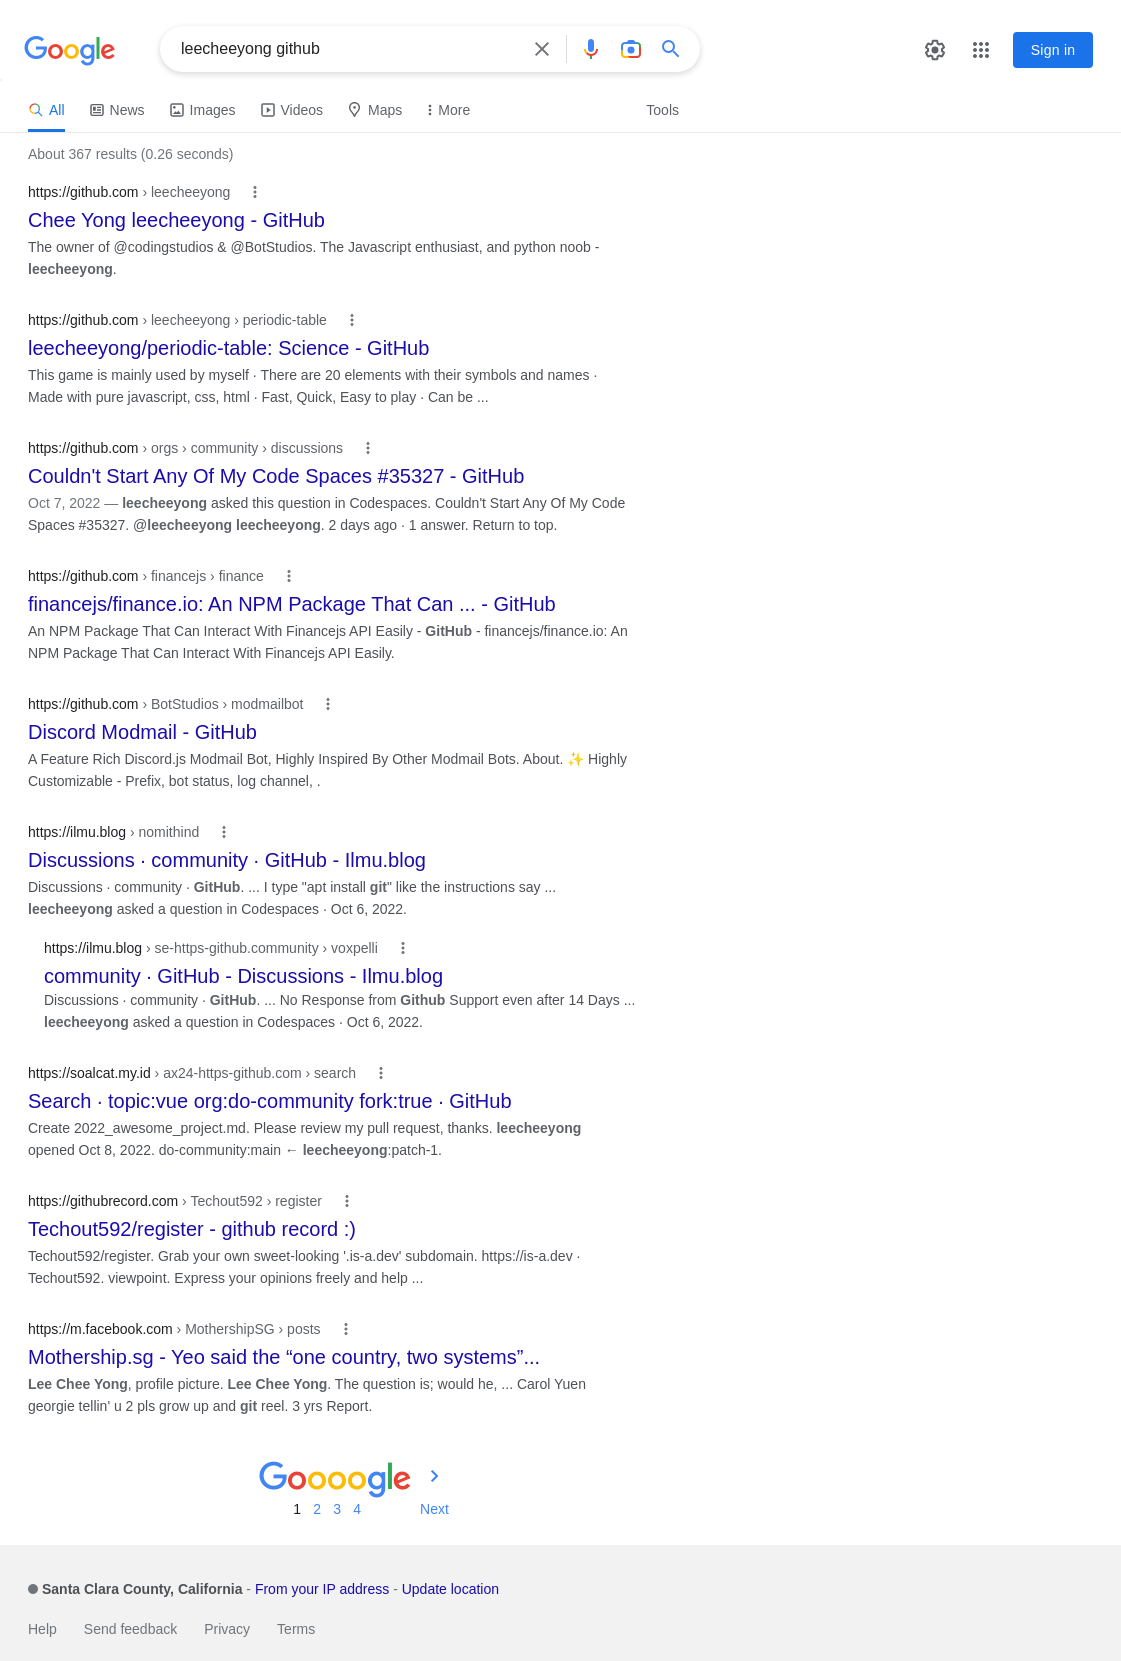 Google
leecheeyong github
Sign in
All News Images Videos Maps More Tools
About 367 results (0.26 seconds)
https://github.com › leecheeyong
Chee Yong leecheeyong - GitHub
The owner of @codingstudios & @BotStudios. The Javascript enthusiast, and python noob -
leecheeyong.
https://github.com › leecheeyong › periodic-table
leecheeyong/periodic-table: Science - GitHub
This game is mainly used by myself · There are 20 elements with their symbols and names ·
Made with pure javascript, css, html · Fast, Quick, Easy to play · Can be ...
https://github.com › orgs › community › discussions
Couldn't Start Any Of My Code Spaces #35327 - GitHub
Oct 7, 2022 — leecheeyong asked this question in Codespaces. Couldn't Start Any Of My Code
Spaces #35327. @leecheeyong leecheeyong. 2 days ago · 1 answer. Return to top.
https://github.com › financejs › finance
financejs/finance.io: An NPM Package That Can ... - GitHub
An NPM Package That Can Interact With Financejs API Easily - GitHub - financejs/finance.io: An
NPM Package That Can Interact With Financejs API Easily.
https://github.com › BotStudios › modmailbot
Discord Modmail - GitHub
A Feature Rich Discord.js Modmail Bot, Highly Inspired By Other Modmail Bots. About. ✨ Highly
Customizable - Prefix, bot status, log channel, .
https://ilmu.blog › nomithind
Discussions · community · GitHub - Ilmu.blog
Discussions · community · GitHub. ... I type "apt install git" like the instructions say ...
leecheeyong asked a question in Codespaces · Oct 6, 2022.
https://ilmu.blog › se-https-github.community › voxpelli
community · GitHub - Discussions - Ilmu.blog
Discussions · community · GitHub. ... No Response from Github Support even after 14 Days ...
leecheeyong asked a question in Codespaces · Oct 6, 2022.
https://soalcat.my.id › ax24-https-github.com › search
Search · topic:vue org:do-community fork:true · GitHub
Create 2022_awesome_project.md. Please review my pull request, thanks. leecheeyong
opened Oct 8, 2022. do-community:main ← leecheeyong:patch-1.
https://githubrecord.com › Techout592 › register
Techout592/register - github record :)
Techout592/register. Grab your own sweet-looking '.is-a.dev' subdomain. https://is-a.dev ·
Techout592. viewpoint. Express your opinions freely and help ...
https://m.facebook.com › MothershipSG › posts
Mothership.sg - Yeo said the “one country, two systems”...
Lee Chee Yong, profile picture. Lee Chee Yong. The question is; would he, ... Carol Yuen
georgie tellin' u 2 pls grow up and git reel. 3 yrs Report.
Goooogle
1 2 3 4 Next
Santa Clara County, California - From your IP address - Update location
Help Send feedback Privacy Terms